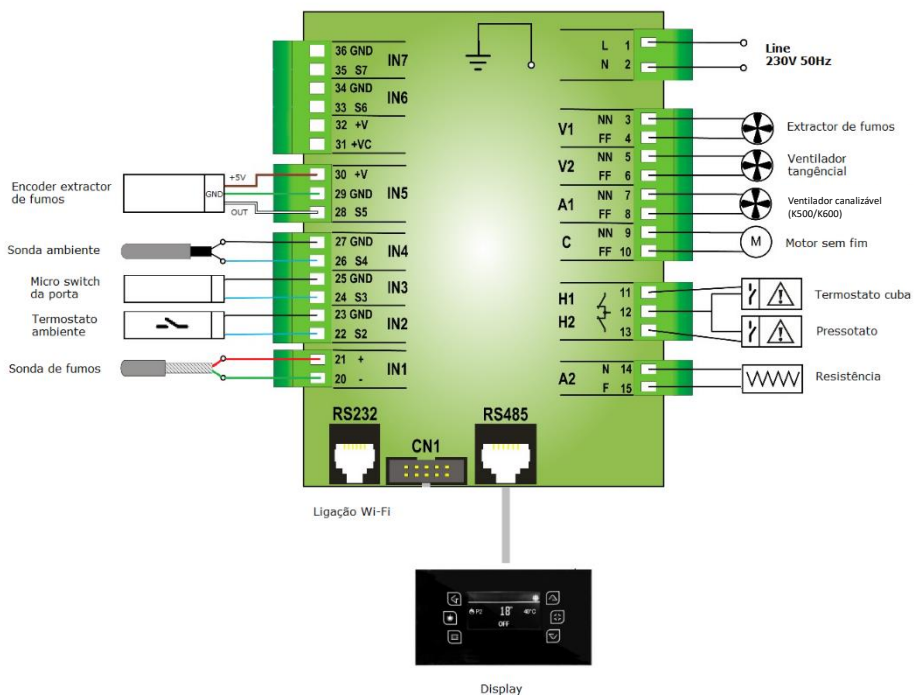 36 GND
35 S7
IN7
34 GND
33 S6
IN6
32 +V
31 +VC
Encoder extractor
de fumos
+5V
GND
OUT
30 +V
29 GND
28 S5
IN5
Sonda ambiente
27 GND
26 S4
IN4
Micro switch
da porta
25 GND
24 S3
IN3
Termostato
ambiente
23 GND
22 S2
IN2
Sonda de fumos
21 +
20 -
IN1
L 1
N 2
Line
230V 50Hz
V1
NN 3
FF 4
Extractor de fumos
V2
NN 5
FF 6
Ventilador
tangêncial
A1
NN 7
FF 8
Ventilador canalizável
(K500/K600)
C
NN 9
FF 10
M
Motor sem fim
H1
H2
11
12
13
Termostato cuba
Pressotato
A2
N 14
F 15
Resistência
RS232
CN1
RS485
Ligação Wi-Fi
P2
18°
48°C
OFF
Display